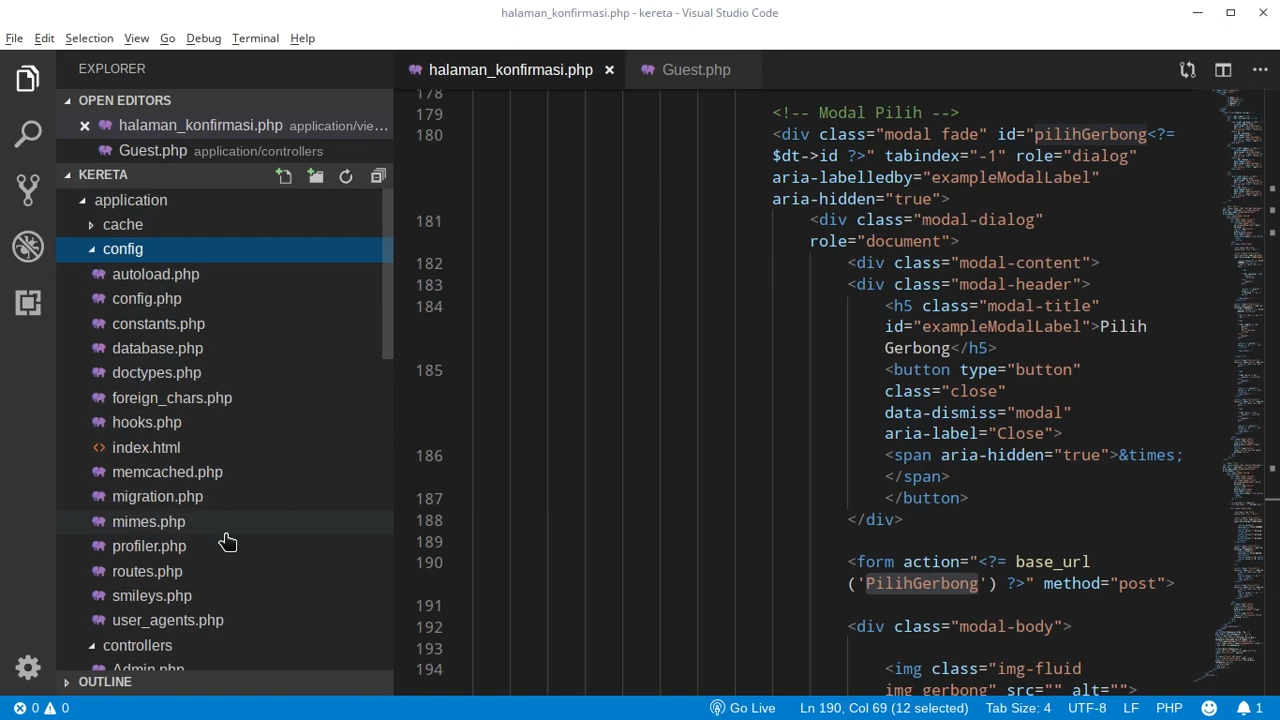 halaman_konfirmasi.php - kereta - Visual Studio Code
File Edit Selection View Go Debug Terminal Help
EXPLORER
OPEN EDITORS
halaman_konfirmasi.php application/vie...
Guest.php application/controllers
KERETA
application
cache
config
autoload.php
config.php
constants.php
database.php
doctypes.php
foreign_chars.php
hooks.php
index.html
memcached.php
migration.php
mimes.php
profiler.php
routes.php
smileys.php
user_agents.php
controllers
Admin.php
OUTLINE
halaman_konfirmasi.php Guest.php
178
179 <!-- Modal Pilih -->
180 <div class="modal fade" id="pilihGerbong<?=
$dt->id ?>" tabindex="-1" role="dialog"
aria-labelledby="exampleModalLabel"
aria-hidden="true">
181 <div class="modal-dialog"
role="document">
182 <div class="modal-content">
183 <div class="modal-header">
184 <h5 class="modal-title"
id="exampleModalLabel">Pilih
Gerbong</h5>
185 <button type="button"
class="close"
data-dismiss="modal"
aria-label="Close">
186 <span aria-hidden="true">&times;
</span>
187 </button>
188 </div>
189
190 <form action="<?= base_url
('PilihGerbong') ?>" method="post">
191
192 <div class="modal-body">
193
194 <img class="img-fluid
img_gerbong" src="" alt="">
0 0 Go Live Ln 190, Col 69 (12 selected) Tab Size: 4 UTF-8 LF PHP 1